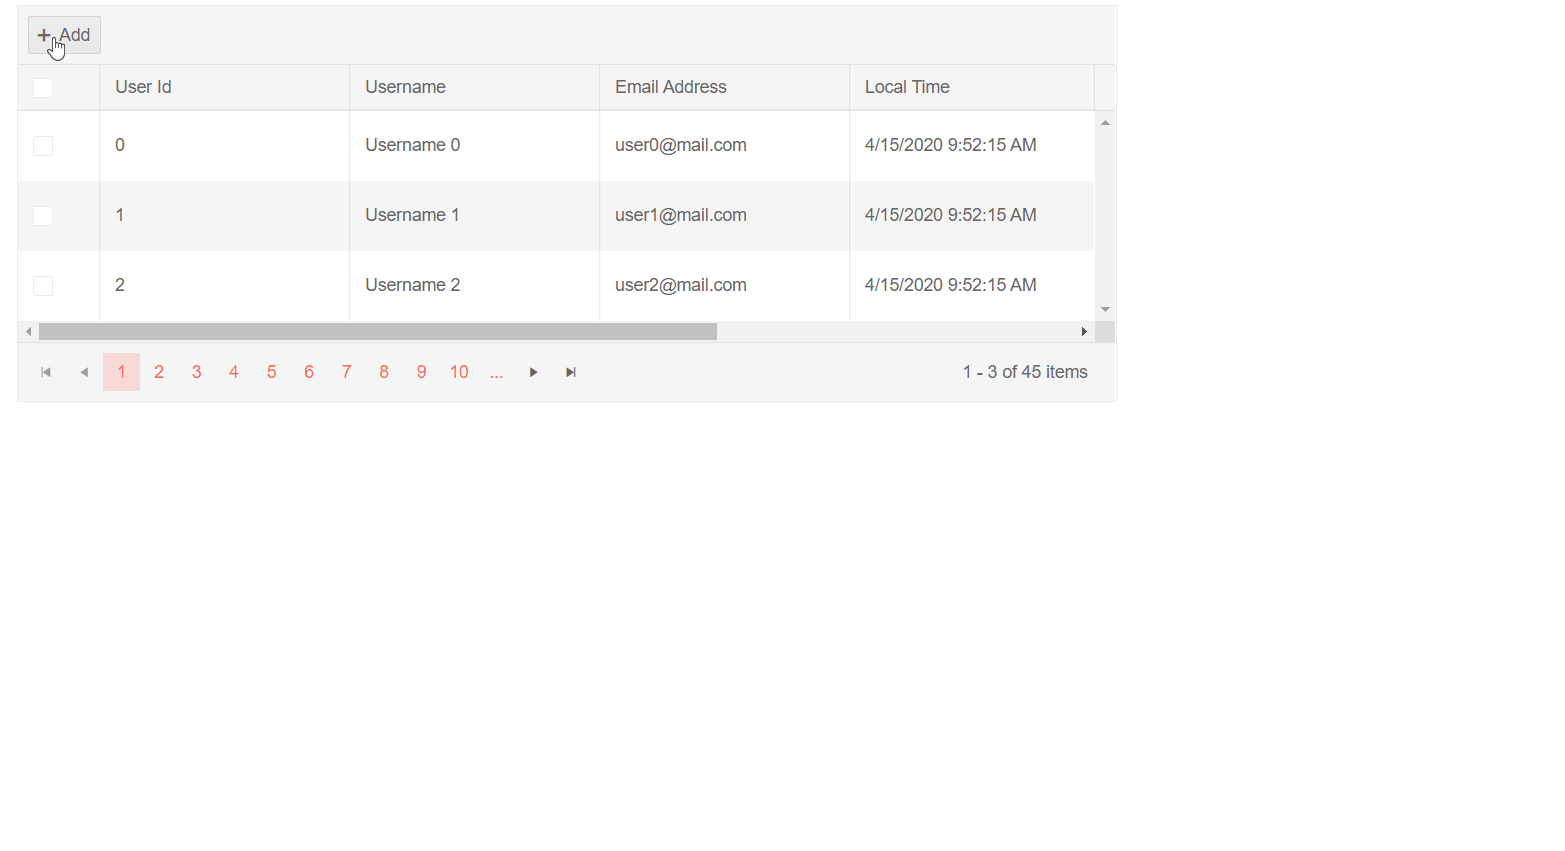 + Add
User Id Username Email Address Local Time
0 Username 0 user0@mail.com 4/15/2020 9:52:15 AM
1 Username 1 user1@mail.com 4/15/2020 9:52:15 AM
2 Username 2 user2@mail.com 4/15/2020 9:52:15 AM
1 2 3 4 5 6 7 8 9 10 ... 1 - 3 of 45 items